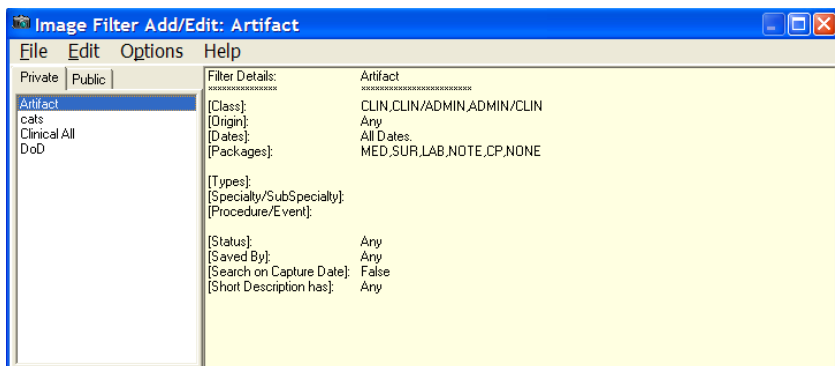 Image Filter Add/Edit: Artifact
File Edit Options Help
Private Public
Artifact
cats
Clinical All
DoD
Filter Details: Artifact
×××××××××××××× ××××××××××××××××××××××
[Class]: CLIN,CLIN/ADMIN,ADMIN/CLIN
[Origin]: Any
[Dates]: All Dates.
[Packages]: MED,SUR,LAB,NOTE,CP,NONE
[Types]:
[Specialty/SubSpecialty]:
[Procedure/Event]:
[Status]: Any
[Saved By]: Any
[Search on Capture Date]: False
[Short Description has]: Any